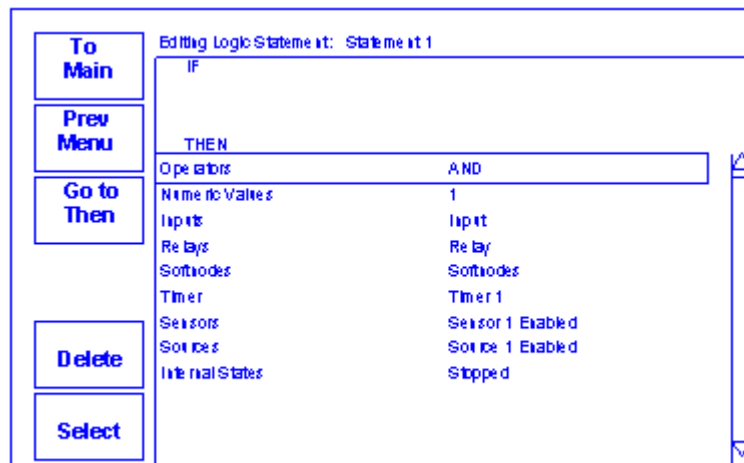 To Main
Prev Menu
Go to Then
Delete
Select
Editing Logic Statement: Statement 1
IF
THEN
Operators AND
Numeric Values 1
Inputs Input
Relays Relay
Softnodes Softnodes
Timer Timer 1
Sensors Sensor 1 Enabled
Sources Source 1 Enabled
Internal States Stopped